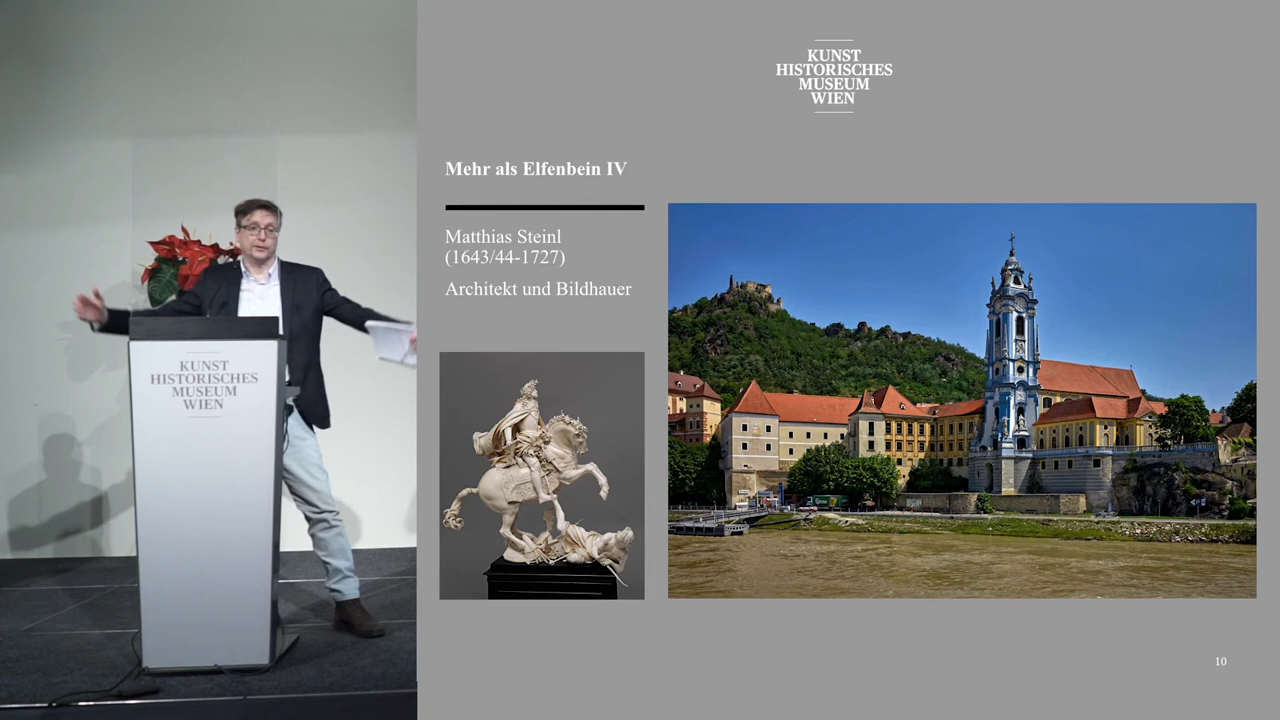 KUNST
HISTORISCHES
MUSEUM
WIEN
Mehr als Elfenbein IV
Matthias Steinl
(1643/44-1727)
Architekt und Bildhauer
KUNST
HISTORISCHES
MUSEUM
WIEN
10